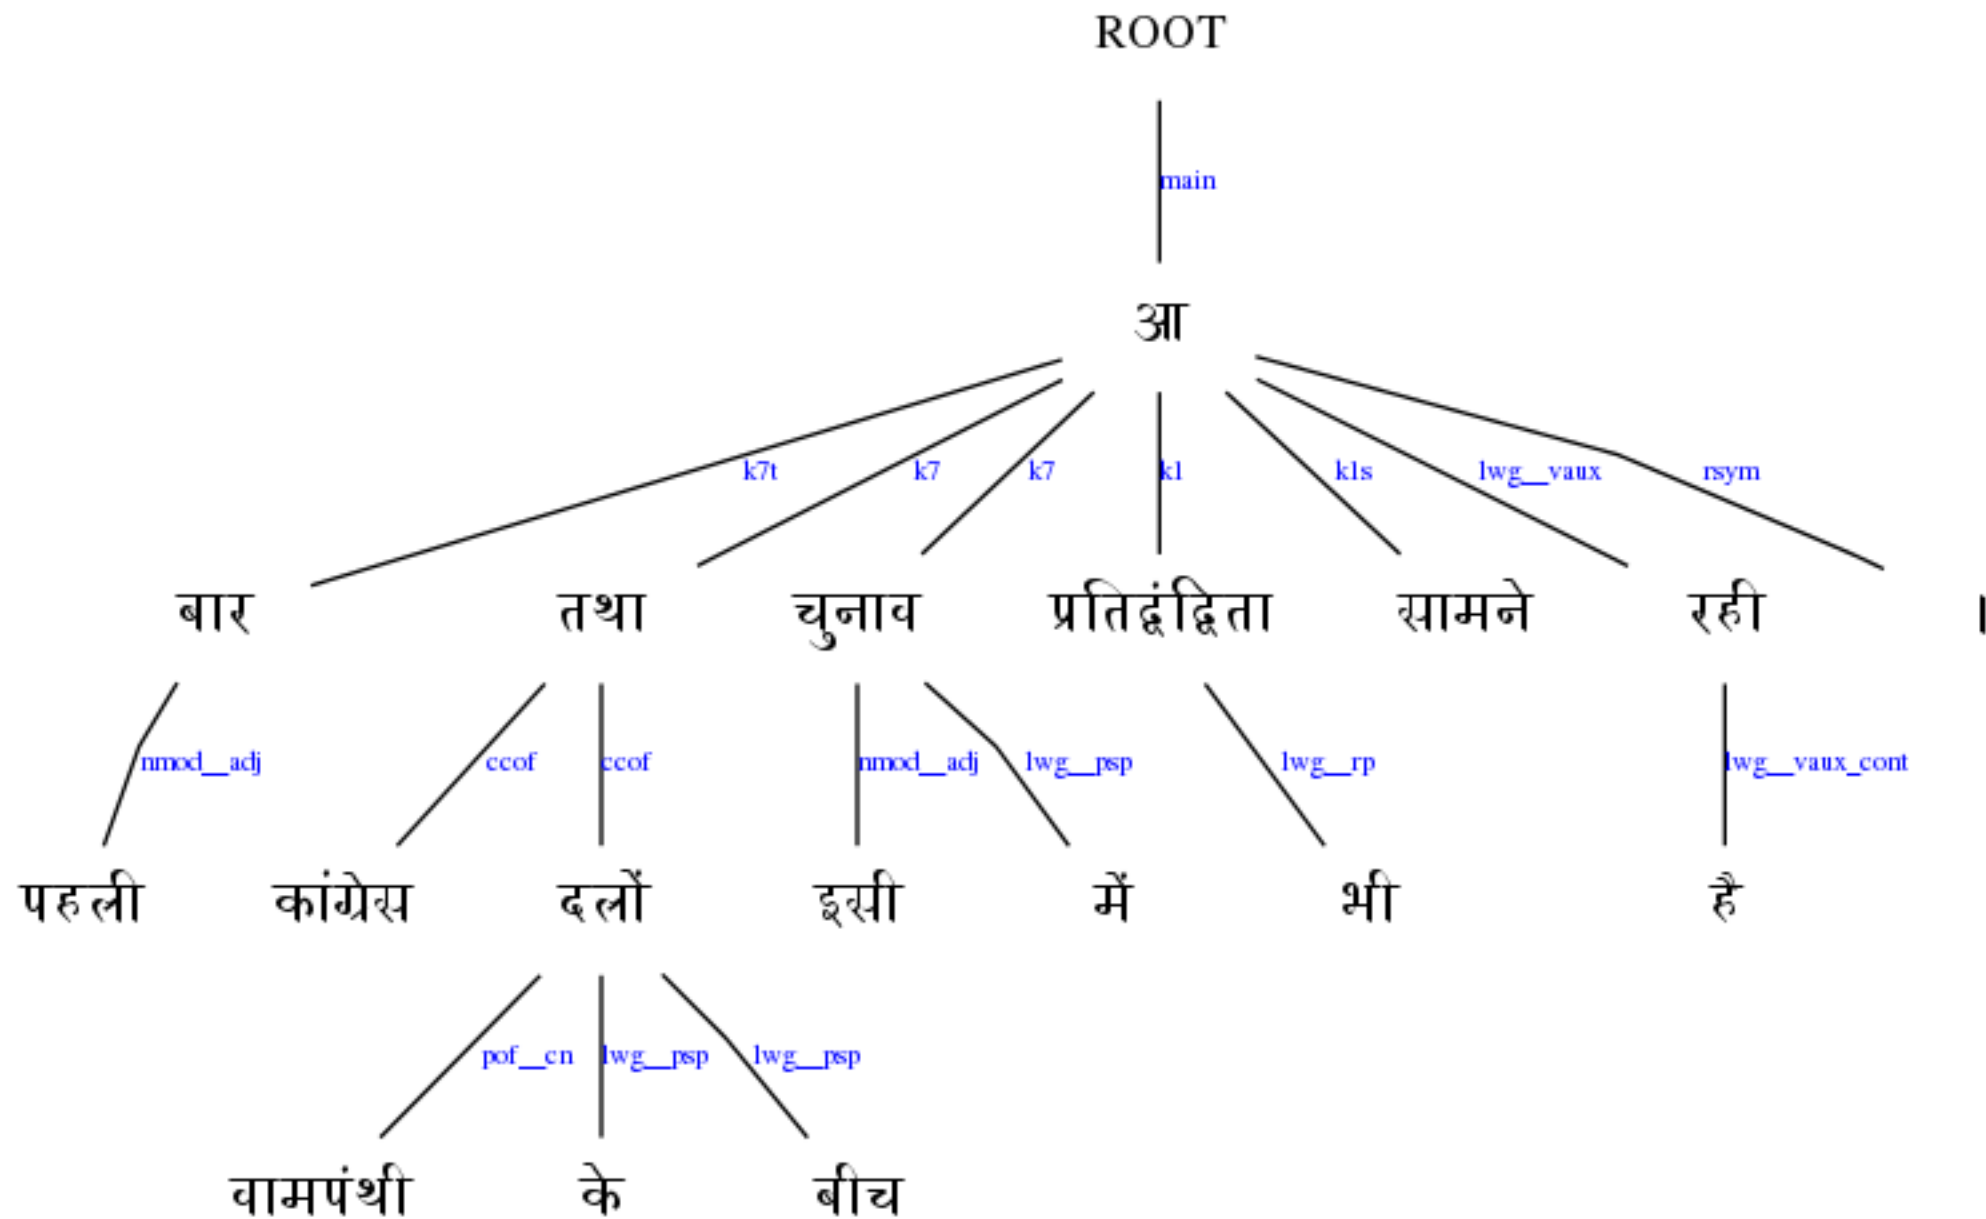 ROOT
main
आ
k7t k7 k7 k1 k1s lwg__vaux rsym
बार तथा चुनाव प्रतिद्वंद्विता सामने रही ।
nmod__adj ccof ccof nmod__adj lwg__psp lwg__rp lwg__vaux_cont
पहली कांग्रेस दलों इसी में भी है
pof__cn lwg__psp lwg__psp
वामपंथी के बीच